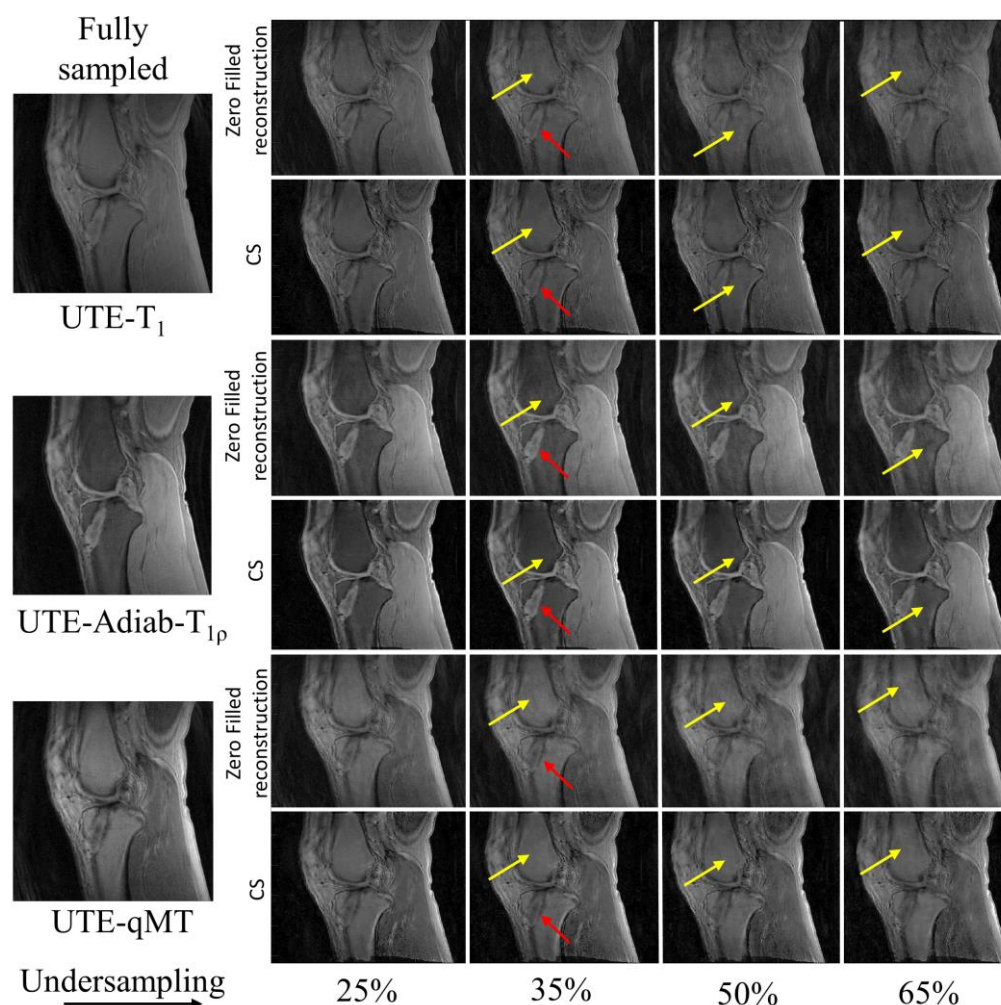 Fully
sampled
UTE-T₁
UTE-Adiab-T₁ρ
UTE-qMT
Undersampling
Zero Filled
reconstruction
CS
Zero Filled
reconstruction
CS
Zero Filled
reconstruction
CS
25%
35%
50%
65%